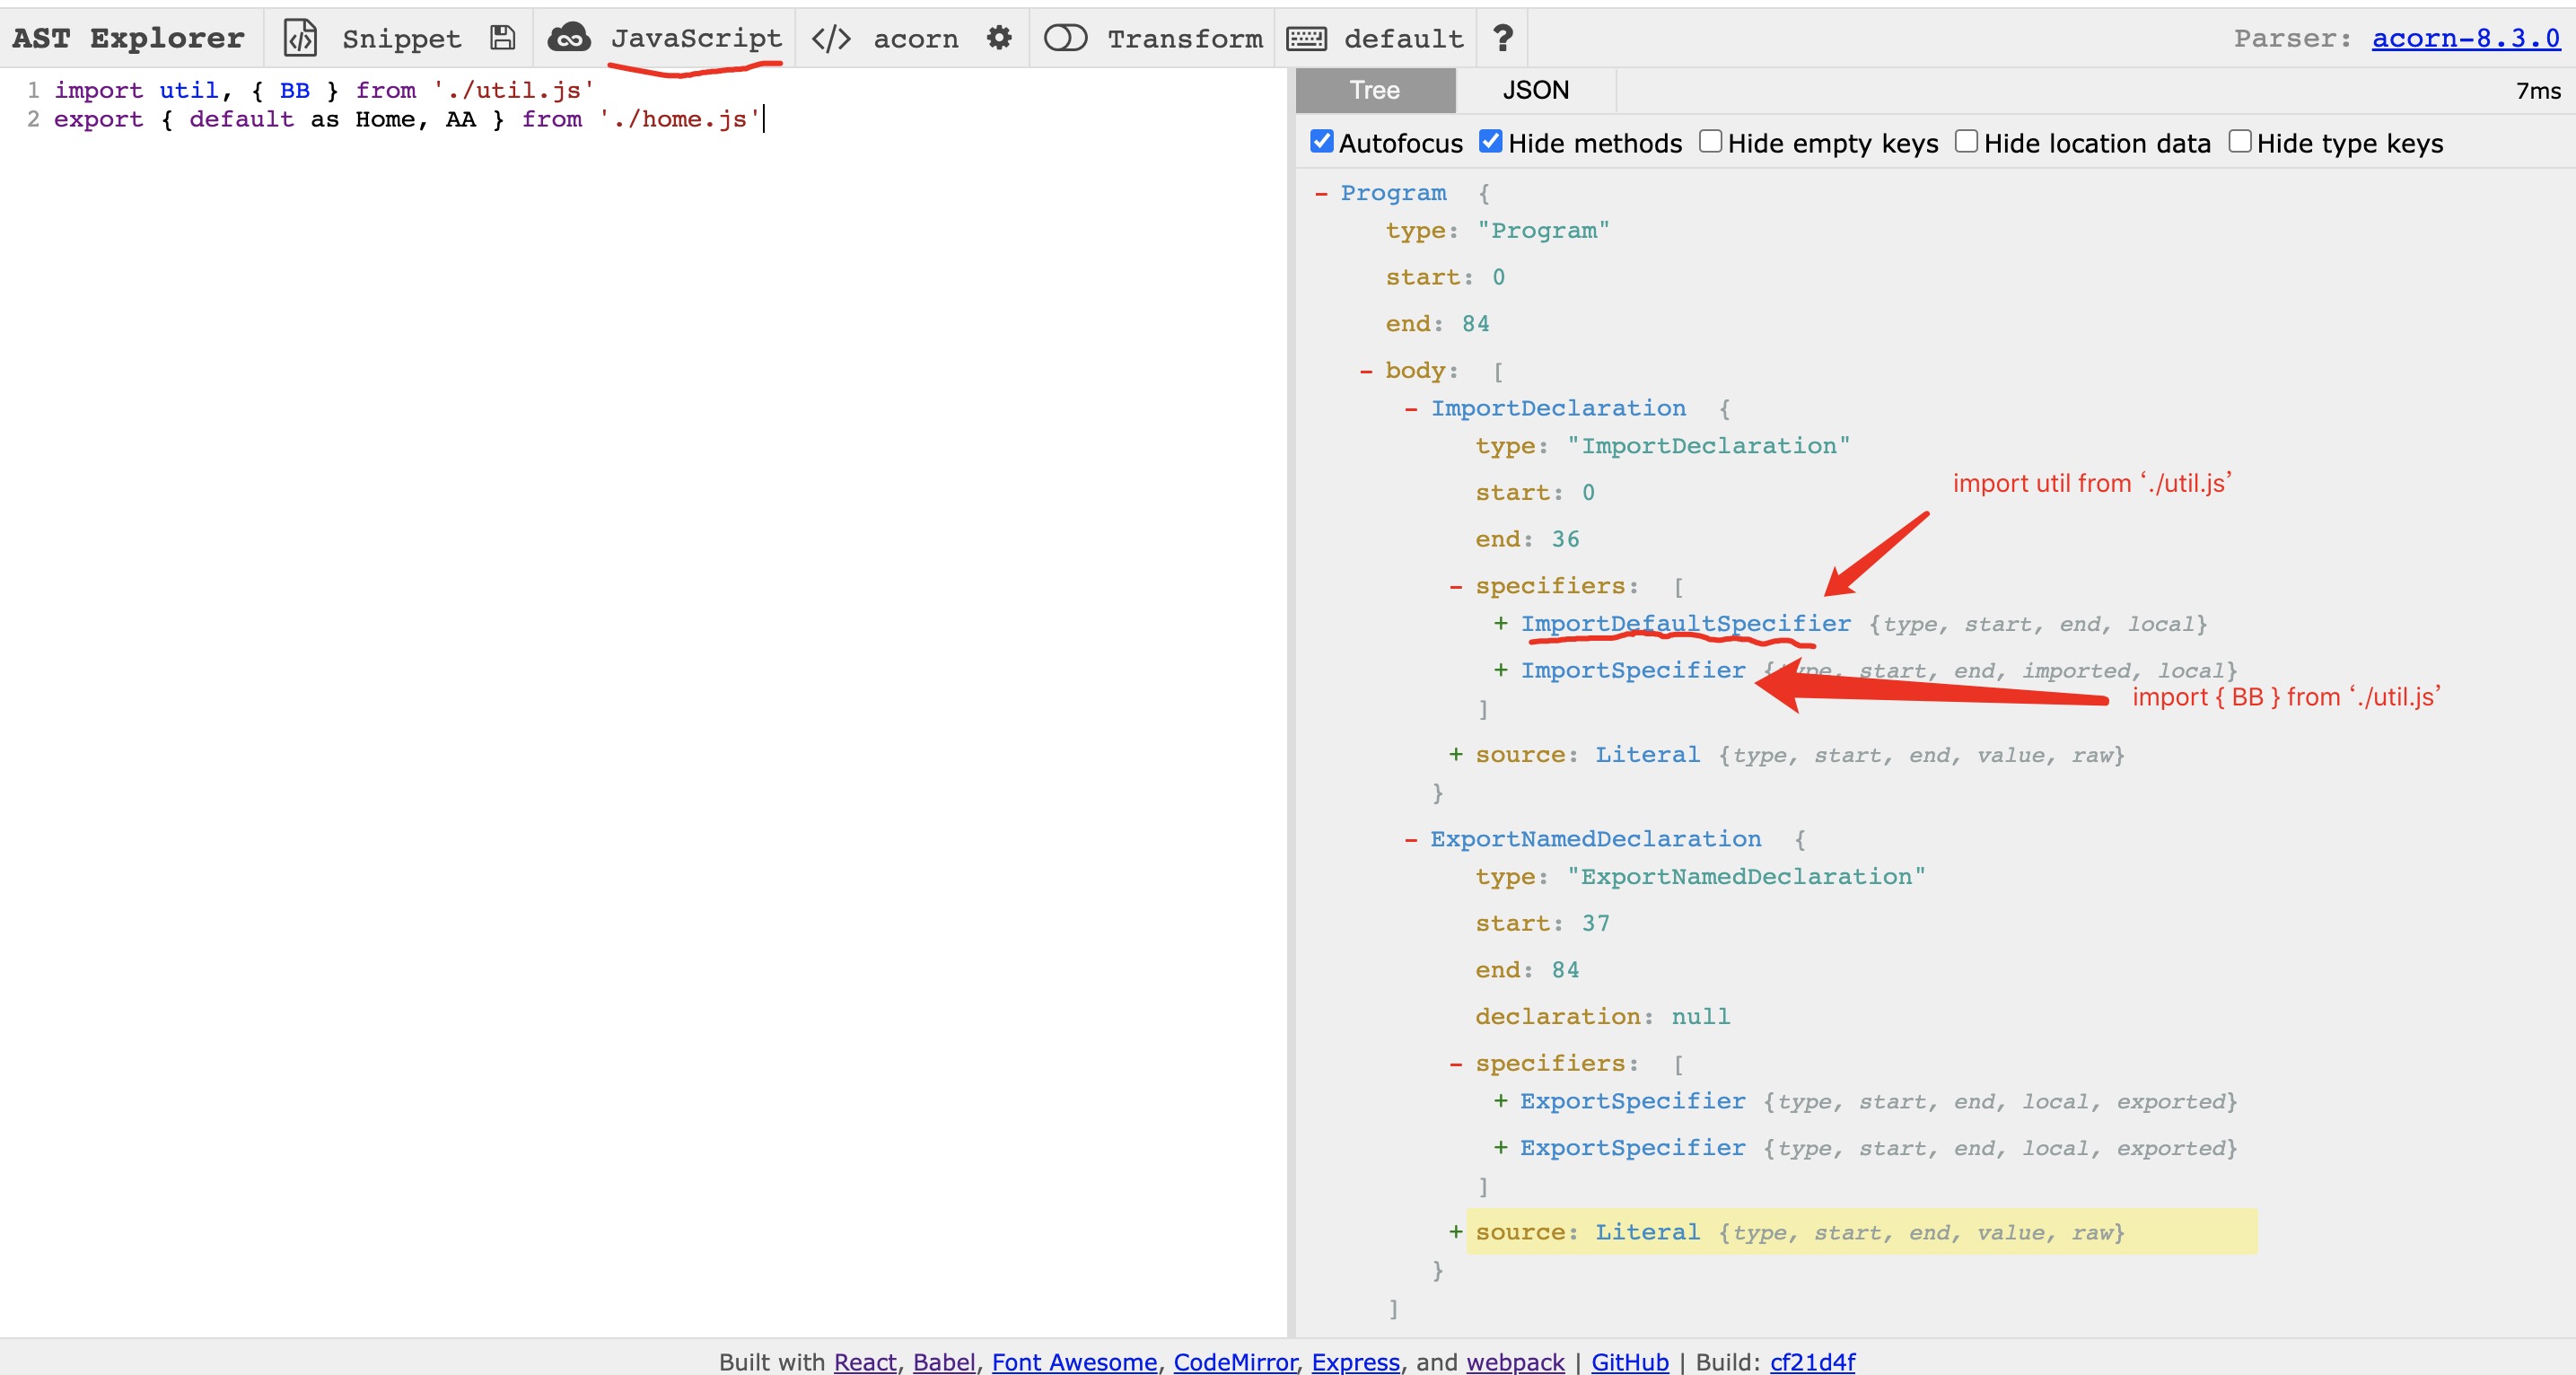 AST Explorer Snippet JavaScript </> acorn Transform default ? Parser: acorn-8.3.0
1 import util, { BB } from './util.js'
2 export { default as Home, AA } from './home.js'
Tree JSON 7ms
Autofocus Hide methods Hide empty keys Hide location data Hide type keys
- Program {
type: "Program"
start: 0
end: 84
- body: [
- ImportDeclaration {
type: "ImportDeclaration"
import util from ‘./util.js’
start: 0
end: 36
- specifiers: [
+ ImportDefaultSpecifier {type, start, end, local}
+ ImportSpecifier {type, start, end, imported, local}
import { BB } from ‘./util.js’
]
+ source: Literal {type, start, end, value, raw}
}
- ExportNamedDeclaration {
type: "ExportNamedDeclaration"
start: 37
end: 84
declaration: null
- specifiers: [
+ ExportSpecifier {type, start, end, local, exported}
+ ExportSpecifier {type, start, end, local, exported}
]
+ source: Literal {type, start, end, value, raw}
}
]
Built with React, Babel, Font Awesome, CodeMirror, Express, and webpack | GitHub | Build: cf21d4f